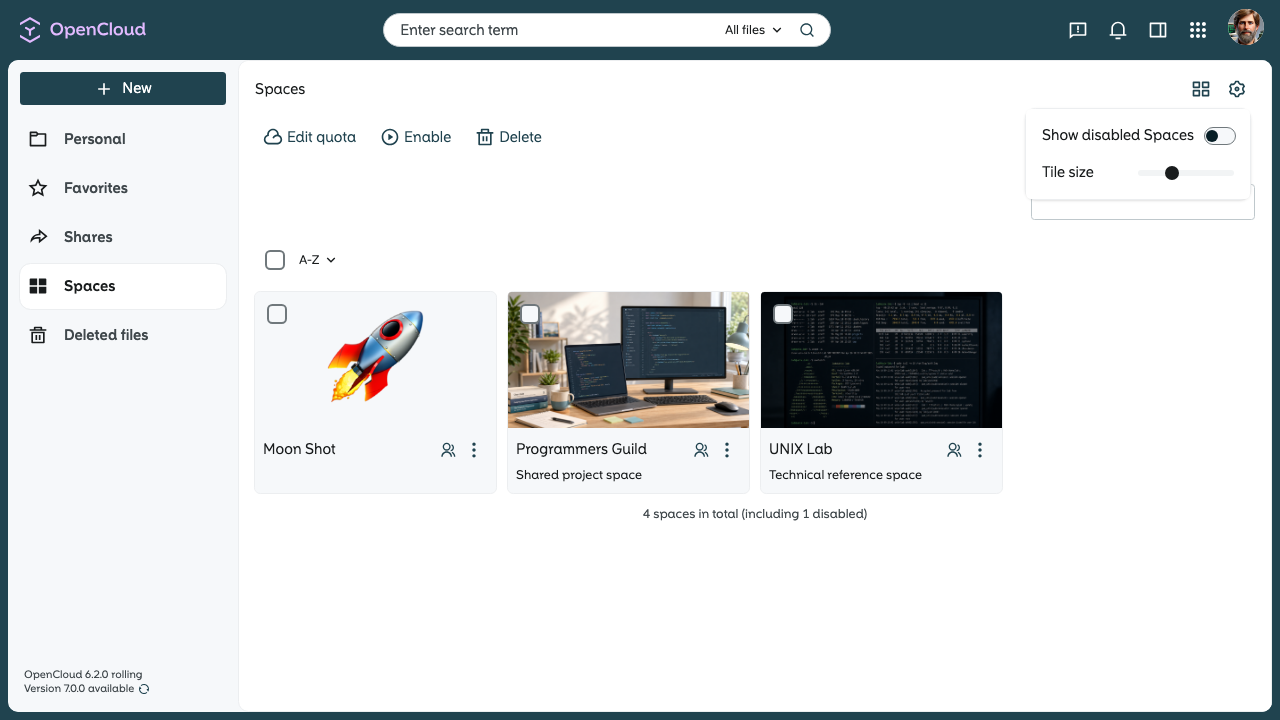 OpenCloud
Enter search term
All files
New
Personal
Favorites
Shares
Spaces
Deleted files
OpenCloud 6.2.0 rolling
Version 7.0.0 available
Spaces
Edit quota
Enable
Delete
Show disabled Spaces
Tile size
A-Z
Moon Shot
Programmers Guild
Shared project space
UNIX Lab
Technical reference space
4 spaces in total (including 1 disabled)